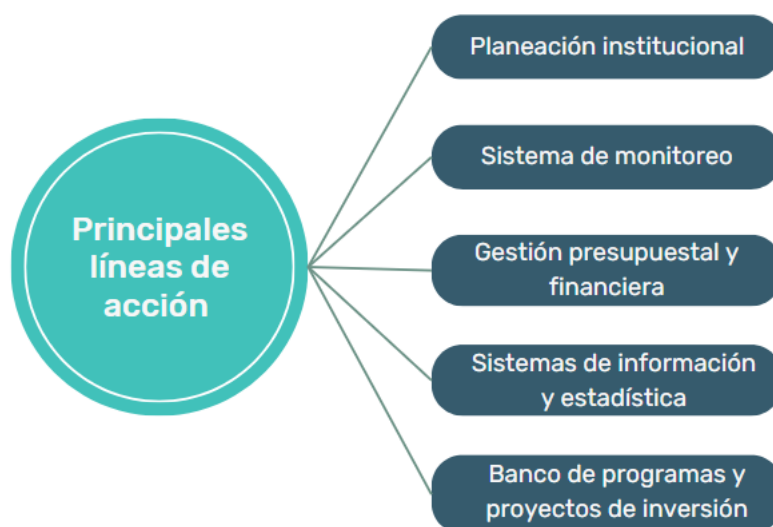 Principales
líneas de
acción
Planeación institucional
Sistema de monitoreo
Gestión presupuestal y
financiera
Sistemas de información
y estadística
Banco de programas y
proyectos de inversión